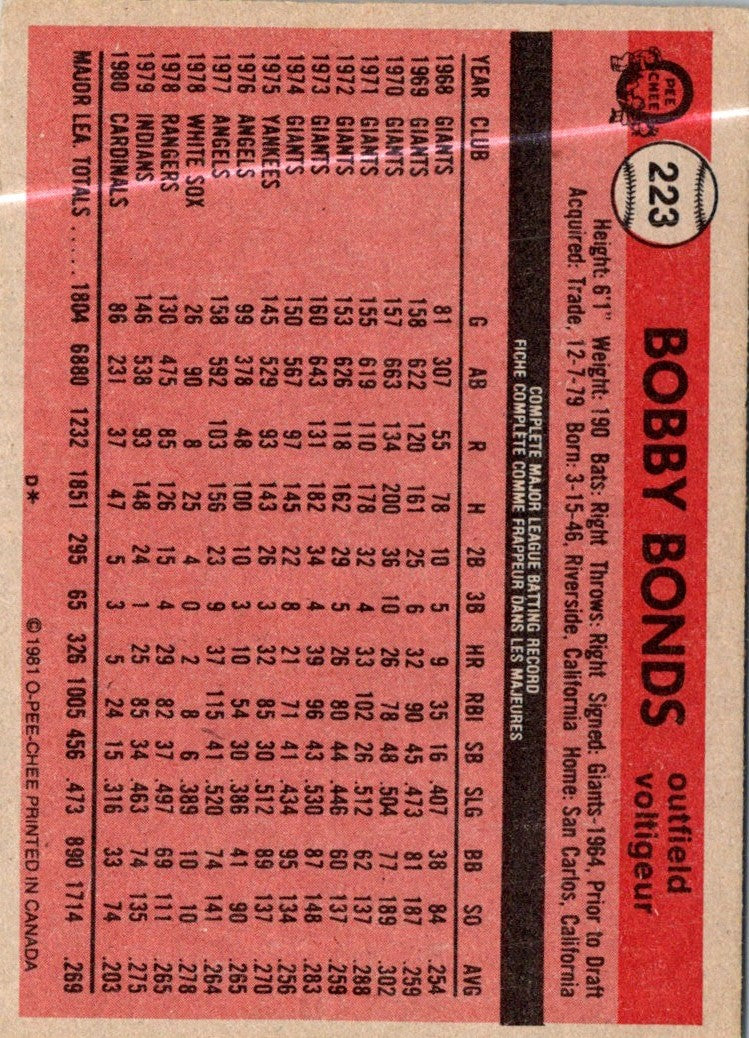 O
PEE
CHEE
223
BOBBY BONDS
outfield
voltigeur
Height: 6'1" Weight: 190 Bats: Right Throws: Right Signed: Giants-1964, Prior to Draft
Acquired: Trade, 12-7-79 Born: 3-15-46, Riverside, California Home: San Carlos, California
COMPLETE MAJOR LEAGUE BATTING RECORD
FICHE COMPLETE COMME FRAPPEUR DANS LES MAJEURES
YEAR CLUB G AB R H 2B 3B HR RBI SB SLG BB SO AVG
1968 GIANTS 81 307 55 78 10 5 9 35 16 .407 38 84 .254
1969 GIANTS 158 622 120 161 25 6 32 90 45 .473 81 187 .259
1970 GIANTS 157 663 134 200 36 10 26 78 48 .504 77 189 .302
1971 GIANTS 155 619 110 178 32 4 33 102 26 .512 62 137 .288
1972 GIANTS 153 626 118 162 29 5 26 80 44 .446 60 137 .259
1973 GIANTS 160 643 131 182 34 4 39 96 43 .530 87 148 .283
1974 GIANTS 150 567 97 145 22 8 21 71 41 .434 95 134 .256
1975 YANKEES 145 529 93 143 26 3 32 85 30 .512 89 137 .270
1976 ANGELS 99 378 48 100 10 3 10 54 30 .386 41 90 .265
1977 ANGELS 158 592 103 156 23 9 37 115 41 .520 74 141 .264
1978 WHITE SOX 26 90 8 25 4 0 2 8 6 .389 10 10 .278
1978 RANGERS 130 475 85 126 15 4 29 82 37 .497 69 111 .265
1979 INDIANS 146 538 93 148 24 1 25 85 34 .463 74 135 .275
1980 CARDINALS 86 231 37 47 5 3 5 24 15 .316 33 74 .203
MAJOR LEA. TOTALS ..... 1804 6880 1232 1851 295 65 326 1005 456 .473 890 1714 .269
D* © 1981 O-PEE-CHEE PRINTED IN CANADA